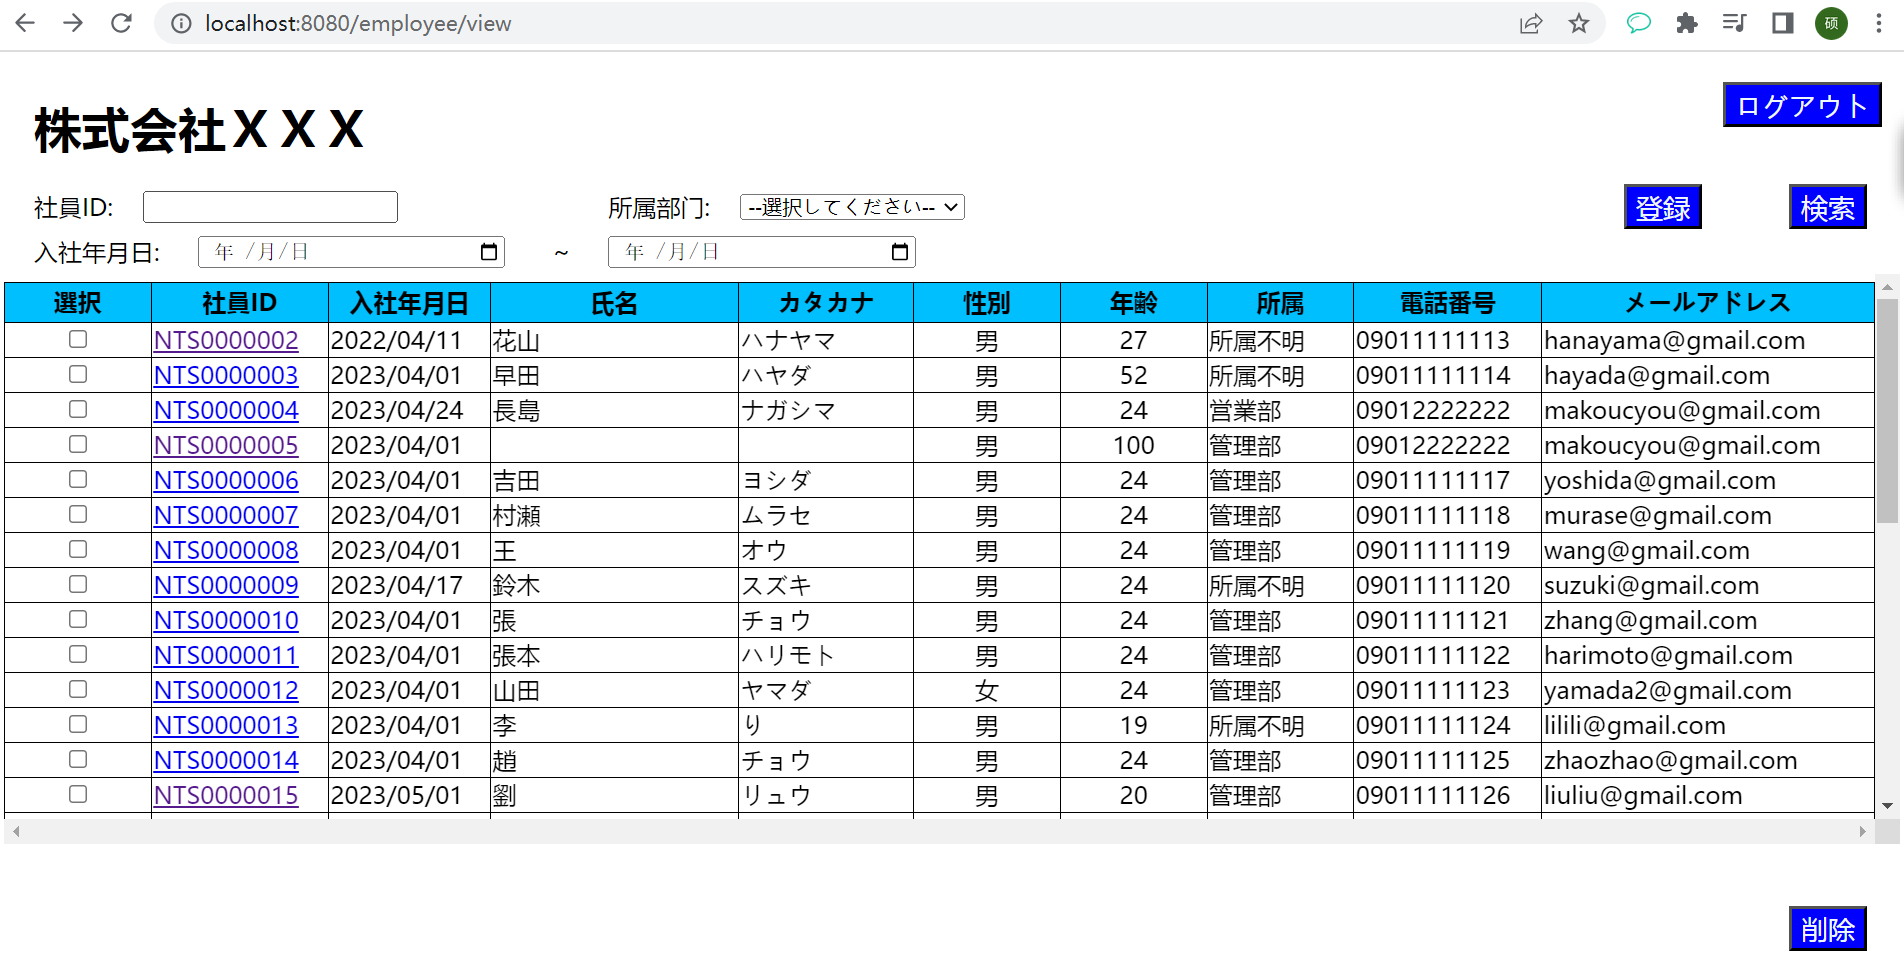 localhost:8080/employee/view
硕
ログアウト
株式会社ＸＸＸ
社員ID: 所属部门: --選択してください-- 登録 検索
入社年月日: 年 /月/日 ~ 年 /月/日
選択 社員ID 入社年月日 氏名 カタカナ 性別 年齢 所属 電話番号 メールアドレス
NTS0000002 2022/04/11 花山 ハナヤマ 男 27 所属不明 09011111113 hanayama@gmail.com
NTS0000003 2023/04/01 早田 ハヤダ 男 52 所属不明 09011111114 hayada@gmail.com
NTS0000004 2023/04/24 長島 ナガシマ 男 24 営業部 09012222222 makoucyou@gmail.com
NTS0000005 2023/04/01 男 100 管理部 09012222222 makoucyou@gmail.com
NTS0000006 2023/04/01 吉田 ヨシダ 男 24 管理部 09011111117 yoshida@gmail.com
NTS0000007 2023/04/01 村瀬 ムラセ 男 24 管理部 09011111118 murase@gmail.com
NTS0000008 2023/04/01 王 オウ 男 24 管理部 09011111119 wang@gmail.com
NTS0000009 2023/04/17 鈴木 スズキ 男 24 所属不明 09011111120 suzuki@gmail.com
NTS0000010 2023/04/01 張 チョウ 男 24 管理部 09011111121 zhang@gmail.com
NTS0000011 2023/04/01 張本 ハリモト 男 24 管理部 09011111122 harimoto@gmail.com
NTS0000012 2023/04/01 山田 ヤマダ 女 24 管理部 09011111123 yamada2@gmail.com
NTS0000013 2023/04/01 李 り 男 19 所属不明 09011111124 lilili@gmail.com
NTS0000014 2023/04/01 趙 チョウ 男 24 管理部 09011111125 zhaozhao@gmail.com
NTS0000015 2023/05/01 劉 リュウ 男 20 管理部 09011111126 liuliu@gmail.com
削除